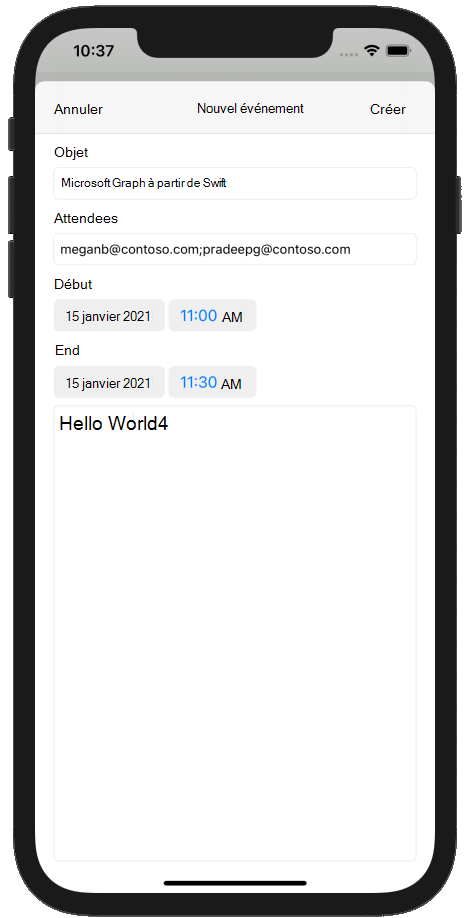 10:37
Annuler Nouvel événement Créer
Objet
Microsoft Graph à partir de Swift
Attendees
meganb@contoso.com;pradeepg@contoso.com
Début
15 janvier 2021 11:00 AM
End
15 janvier 2021 11:30 AM
Hello World4